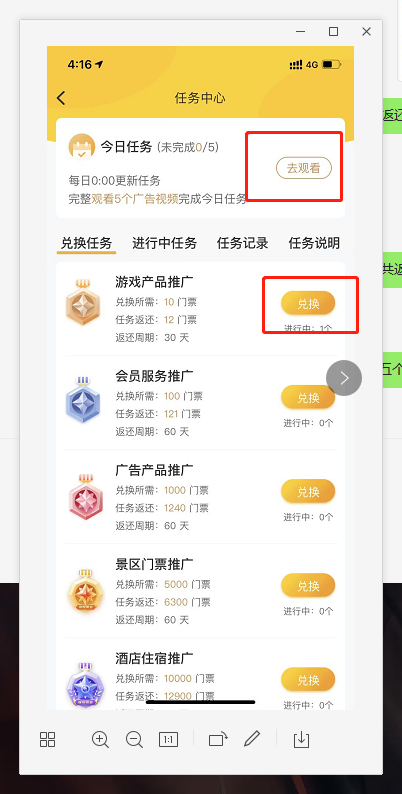 4:16
4G
任务中心
今日任务 (未完成0/5)
去观看
每日0:00更新任务
完整观看5个广告视频完成今日任务
兑换任务 进行中任务 任务记录 任务说明
游戏产品推广
兑换所需：10 门票
任务返还：12 门票
返还周期：30 天
兑换
进行中：1个
会员服务推广
兑换所需：100 门票
任务返还：121 门票
返还周期：60 天
兑换
进行中：0个
广告产品推广
兑换所需：1000 门票
任务返还：1240 门票
返还周期：60 天
兑换
进行中：0个
景区门票推广
兑换所需：5000 门票
任务返还：6300 门票
返还周期：60 天
兑换
进行中：0个
酒店住宿推广
兑换所需：10000 门票
任务返还：12900 门票
兑换
进行中：0个
1:1
返还
共返
五个